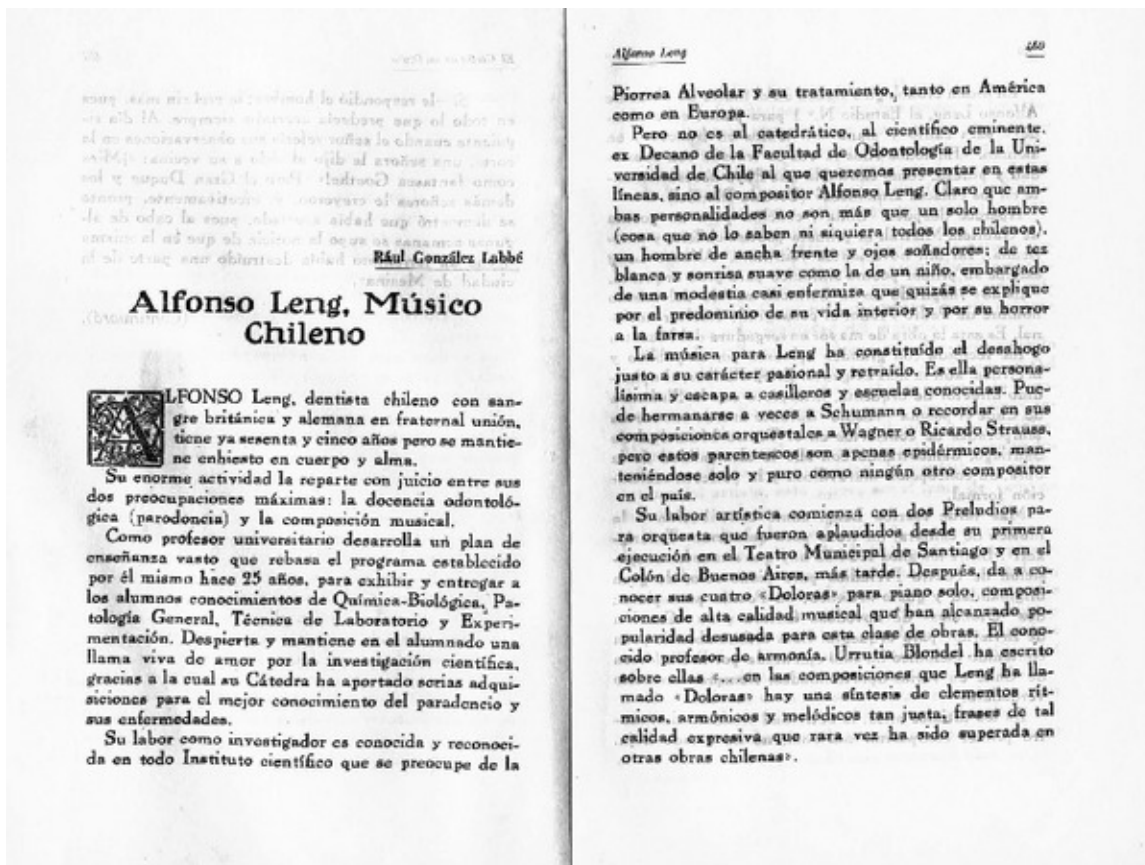 Rául González Labbé
Alfonso Leng, Músico
Chileno
ALFONSO Leng, dentista chileno con san-
gre británica y alemana en fraternal unión,
tiene ya sesenta y cinco años pero se mantie-
ne enhiesto en cuerpo y alma.
Su enorme actividad la reparte con juicio entre sus
dos preocupaciones máximas: la docencia odontoló-
gica (parodoncia) y la composición musical.
Como profesor universitario desarrolla un plan de
enseñanza vasto que rebasa el programa establecido
por él mismo hace 25 años, para exhibir y entregar a
los alumnos conocimientos de Química-Biológica, Pa-
tología General, Técnica de Laboratorio y Experi-
mentación. Despierta y mantiene en el alumnado una
llama viva de amor por la investigación científica,
gracias a la cual su Cátedra ha aportado serias adqui-
siciones para el mejor conocimiento del paradencio y
sus enfermedades.
Su labor como investigador es conocida y reconoci-
da en todo Instituto científico que se preocupe de la
Alfonso Leng
Piorrea Alveolar y su tratamiento, tanto en América
como en Europa.
Pero no es al catedrático, al científico eminente,
ex Decano de la Facultad de Odontología de la Uni-
versidad de Chile al que queremos presentar en estas
líneas, sino al compositor Alfonso Leng. Claro que am-
bas personalidades no son más que un solo hombre
(cosa que no lo saben ni siquiera todos los chilenos),
un hombre de ancha frente y ojos soñadores; de tez
blanca y sonrisa suave como la de un niño, embargado
de una modestia casi enfermiza que quizás se explique
por el predominio de su vida interior y por su horror
a la farsa.
La música para Leng ha constituído el desahogo
justo a su carácter pasional y retraído. Es ella persona-
lísima y escapa a casilleros y escuelas conocidas. Pue-
de hermanarse a veces a Schumann o recordar en sus
composiciones orquestales a Wagner o Ricardo Strauss,
pero estos parentescos son apenas epidérmicos, man-
teniéndose solo y puro como ningún otro compositor
en el país.
Su labor artística comienza con dos Preludios pa-
ra orquesta que fueron aplaudidos desde su primera
ejecución en el Teatro Municipal de Santiago y en el
Colón de Buenos Aires, más tarde. Después, da a co-
nocer sus cuatro «Doloras» para piano solo, composi-
ciones de alta calidad musical que han alcanzado po-
pularidad desusada para esta clase de obras. El cono-
cido profesor de armonía, Urrutia Blondel ha escrito
sobre ellas «...en las composiciones que Leng ha lla-
mado «Doloras» hay una síntesis de elementos rít-
micos, armónicos y melódicos tan justa; frases de tal
calidad expresiva que rara vez ha sido superada en
otras obras chilenas».